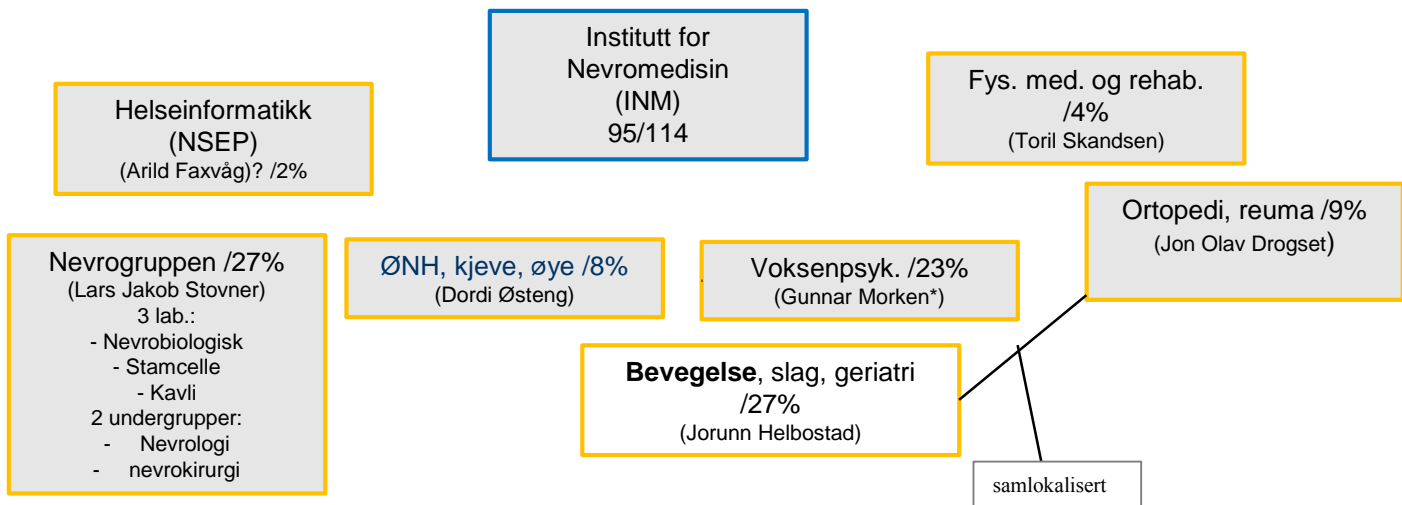 Institutt for
Nevromedisin
(INM)
95/114
Helseinformatikk
(NSEP)
(Arild Faxvåg)? /2%
Fys. med. og rehab.
/4%
(Toril Skandsen)
Ortopedi, reuma /9%
(Jon Olav Drogset)
Nevrogruppen /27%
(Lars Jakob Stovner)
3 lab.:
- Nevrobiologisk
- Stamcelle
- Kavli
2 undergrupper:
- Nevrologi
- nevrokirurgi
ØNH, kjeve, øye /8%
(Dordi Østeng)
Voksenpsyk. /23%
(Gunnar Morken*)
Bevegelse, slag, geriatri
/27%
(Jorunn Helbostad)
samlokalisert